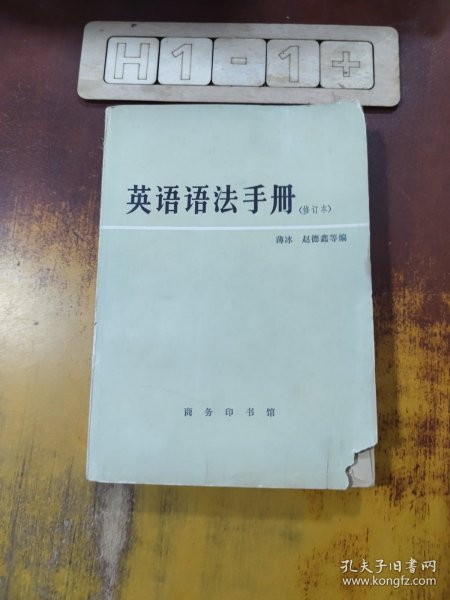 H1-1+
英语语法手册(修订本)
薄冰 赵德鑫等编
商务印书馆
孔夫子旧书网
www.kongfz.com